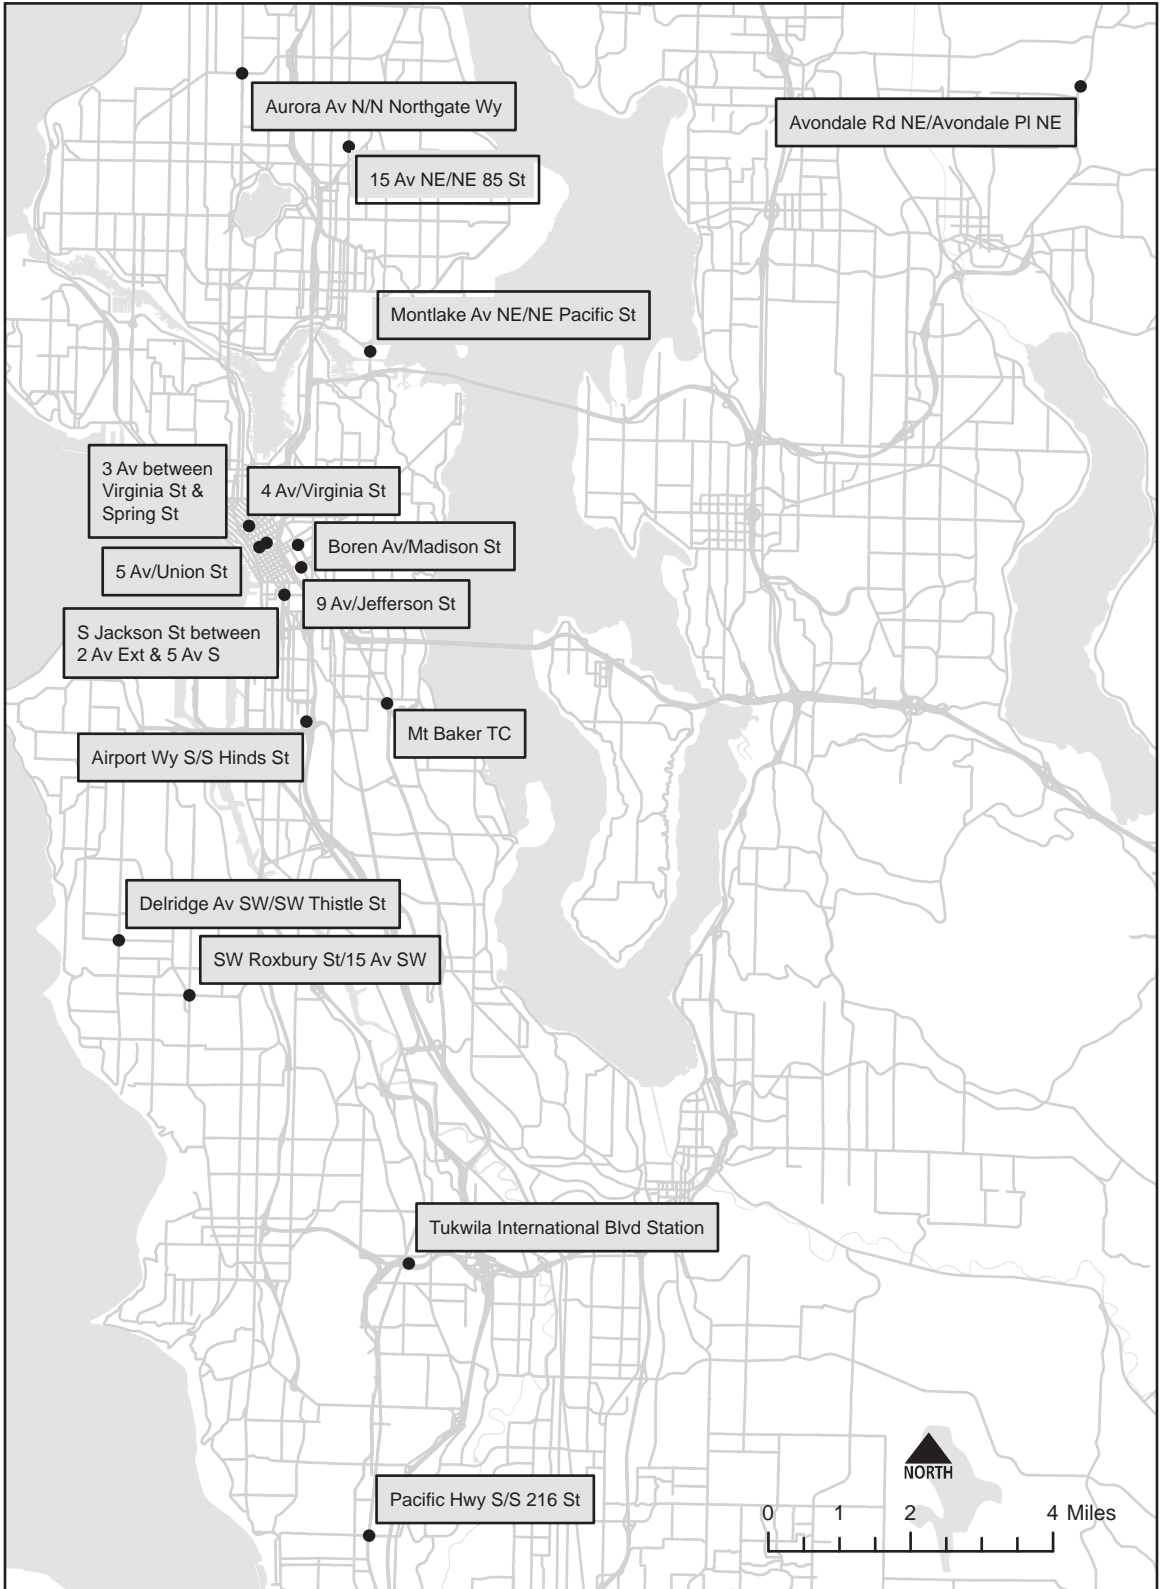 Aurora Av N/N Northgate Wy
Avondale Rd NE/Avondale Pl NE
15 Av NE/NE 85 St
Montlake Av NE/NE Pacific St
3 Av between
Virginia St &
Spring St
4 Av/Virginia St
Boren Av/Madison St
5 Av/Union St
9 Av/Jefferson St
S Jackson St between
2 Av Ext & 5 Av S
Mt Baker TC
Airport Wy S/S Hinds St
Delridge Av SW/SW Thistle St
SW Roxbury St/15 Av SW
Tukwila International Blvd Station
Pacific Hwy S/S 216 St
NORTH
0 1 2 4 Miles